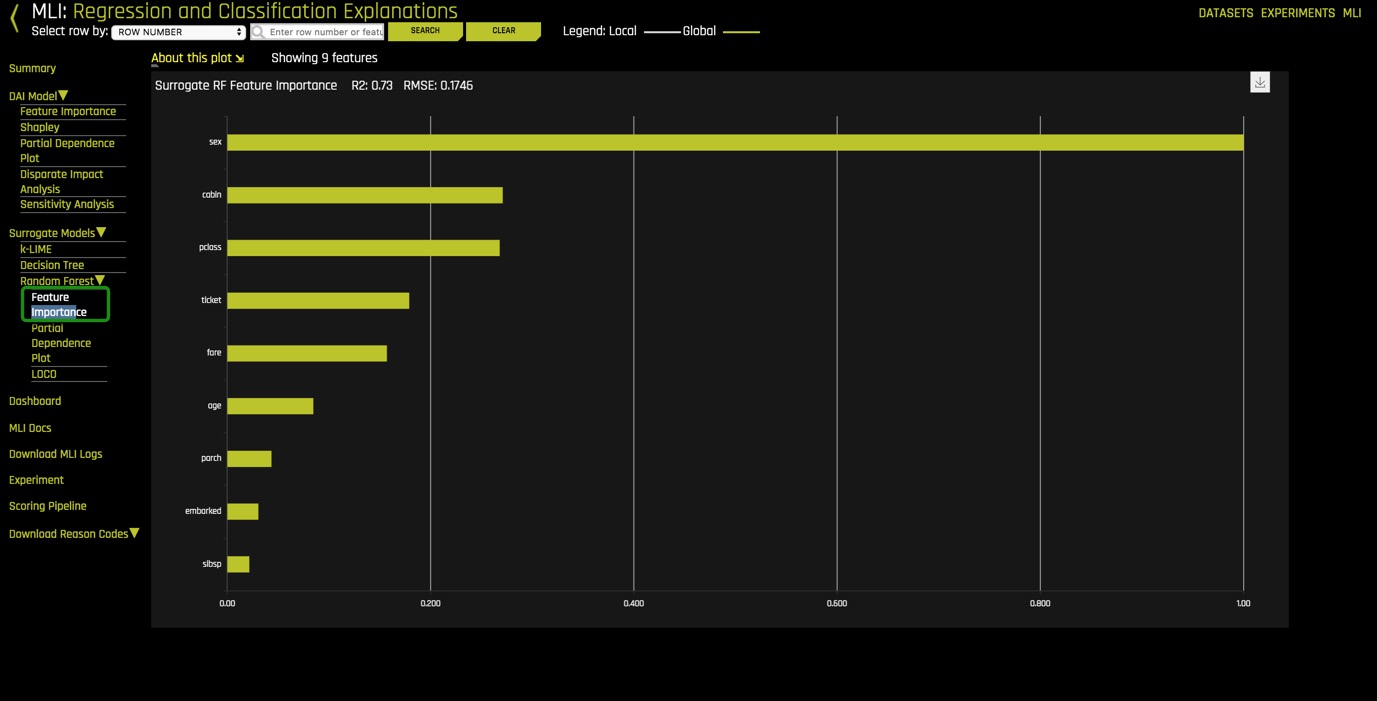 MLI: Regression and Classification Explanations
DATASETS EXPERIMENTS MLI
Select row by: ROW NUMBER Enter row number or featu SEARCH CLEAR Legend: Local Global
About this plot Showing 9 features
Surrogate RF Feature Importance R2: 0.73 RMSE: 0.1746
Summary
DAI Model
Feature Importance
Shapley
Partial Dependence
Plot
Disparate Impact
Analysis
Sensitivity Analysis
Surrogate Models
k-LIME
Decision Tree
Random Forest
Feature
Importance
Partial
Dependence
Plot
LOCO
Dashboard
MLI Docs
Download MLI Logs
Experiment
Scoring Pipeline
Download Reason Codes
sex
cabin
pclass
ticket
fare
age
parch
embarked
sibsp
0.00 0.200 0.400 0.600 0.800 1.00